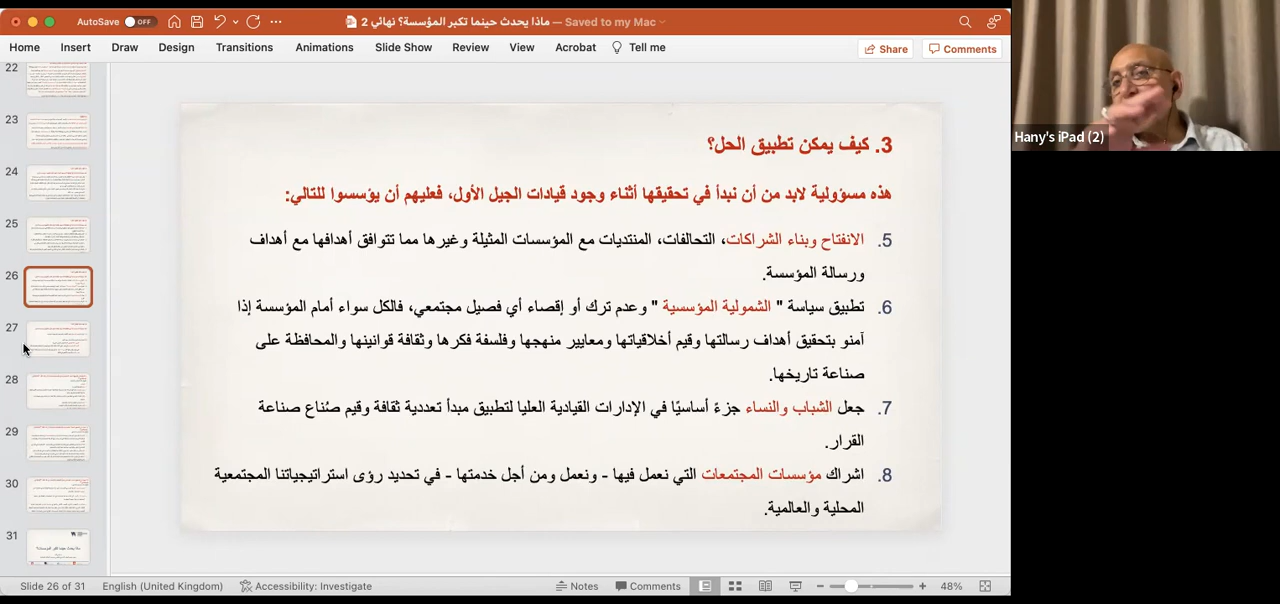 AutoSave OFF
ماذا يحدث حينما تكبر المؤسسة؟ نهائي 2 — Saved to my Mac
Home Insert Draw Design Transitions Animations Slide Show Review View Acrobat Tell me
Share Comments
22
23
24
25
26
27
28
29
30
31
3. كيف يمكن تطبيق الحل؟
هذه مسؤولية لابد من أن نبدأ في تحقيقها أثناء وجود قيادات الجيل الأول، فعليهم أن يؤسسوا للتالي:
5. الانفتاح وبناء الشراكات، التحالفات، المنتديات مع المؤسسات المثيلة وغيرها مما تتوافق أهدافها مع أهداف
ورسالة المؤسسة.
6. تطبيق سياسة " الشمولية المؤسسية " وعدم ترك أو إقصاء أي فصيل مجتمعي، فالكل سواء أمام المؤسسة إذا
آمنو بتحقيق أهداف رسالتها وقيم أخلاقياتها ومعايير منهجها وفلسفة فكرها وثقافة قوانينها والمحافظة على
صناعة تاريخها.
7. جعل الشباب والنساء جزءً أساسيًا في الإدارات القيادية العليا لتطبيق مبدأ تعددية ثقافة وقيم صُناع صناعة
القرار.
8. اشراك مؤسسات المجتمعات التي نعمل فيها - ونعمل ومن أجل خدمتها - في تحديد رؤى استراتيجياتنا المجتمعية
المحلية والعالمية.
Hany's iPad (2)
Slide 26 of 31 English (United Kingdom) Accessibility: Investigate Notes Comments 48%